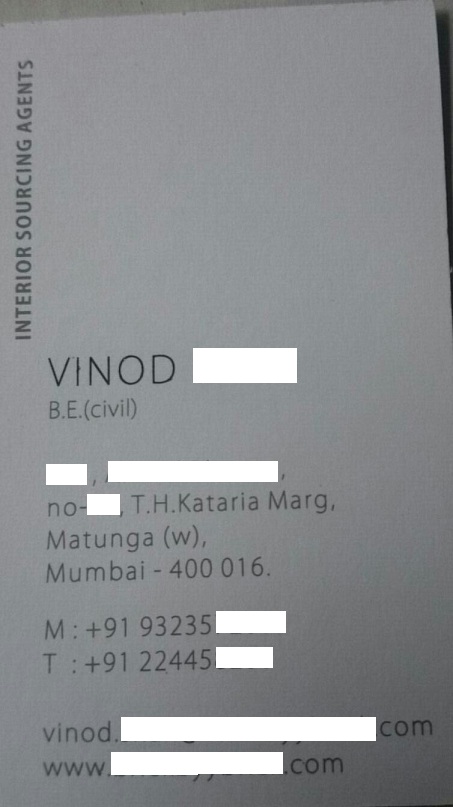 INTERIOR SOURCING AGENTS
VINOD
B.E.(civil)
, ,
no- , T.H.Kataria Marg,
Matunga (w),
Mumbai - 400 016.
M : +91 93235
T : +91 22445
vinod. com
www. .com